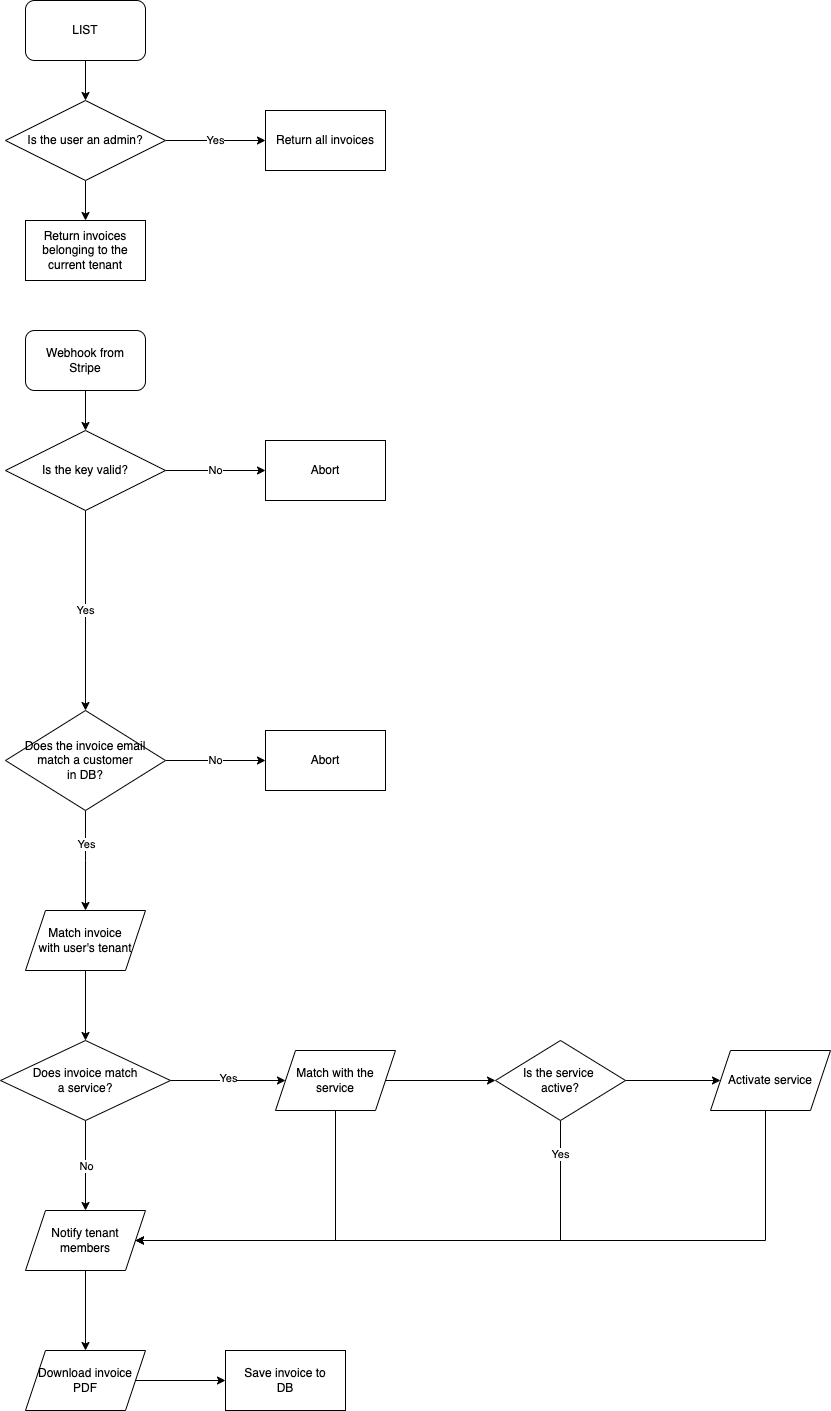 LIST
Is the user an admin?
Yes
Return all invoices
Return invoices
belonging to the
current tenant
Webhook from
Stripe
Is the key valid?
No
Abort
Yes
Does the invoice email
match a customer
in DB?
No
Abort
Yes
Match invoice
with user's tenant
Does invoice match
a service?
Yes
Match with the
service
Is the service
active?
Activate service
No
Yes
Notify tenant
members
Download invoice
PDF
Save invoice to
DB